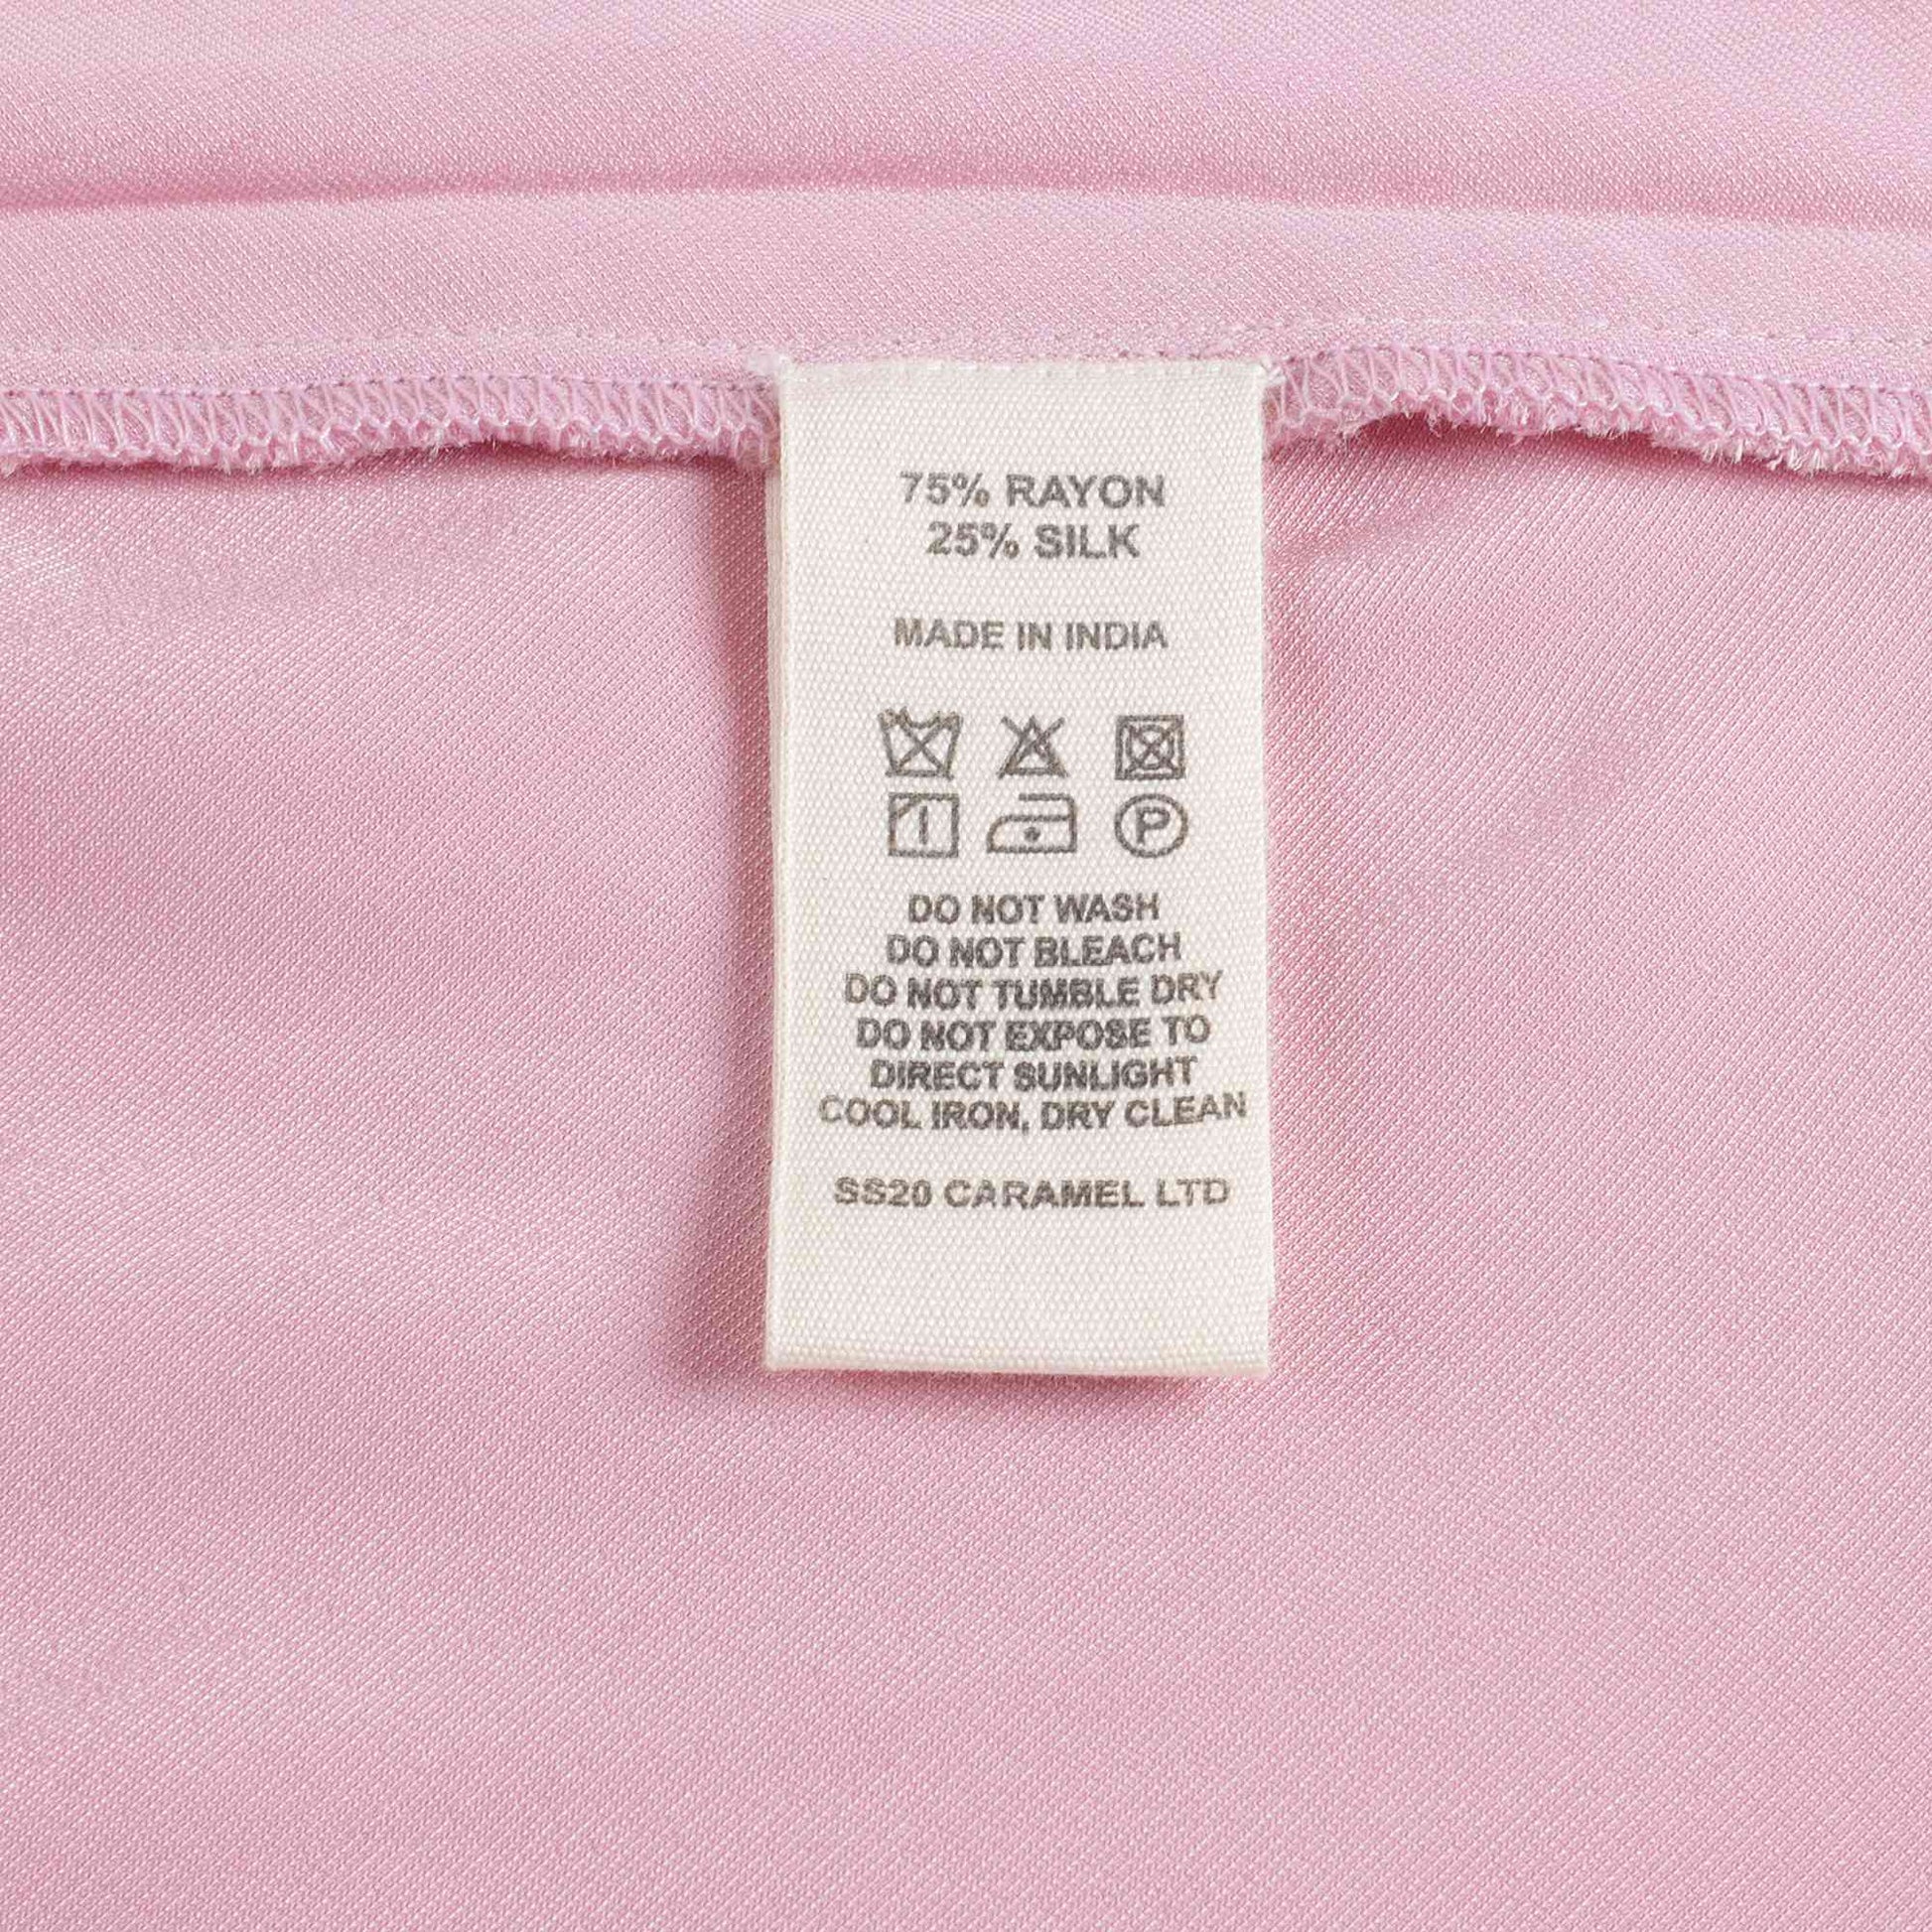 75% RAYON
25% SILK
MADE IN INDIA
P
DO NOT WASH
DO NOT BLEACH
DO NOT TUMBLE DRY
DO NOT EXPOSE TO
DIRECT SUNLIGHT
COOL IRON, DRY CLEAN
SS20 CARAMEL LTD